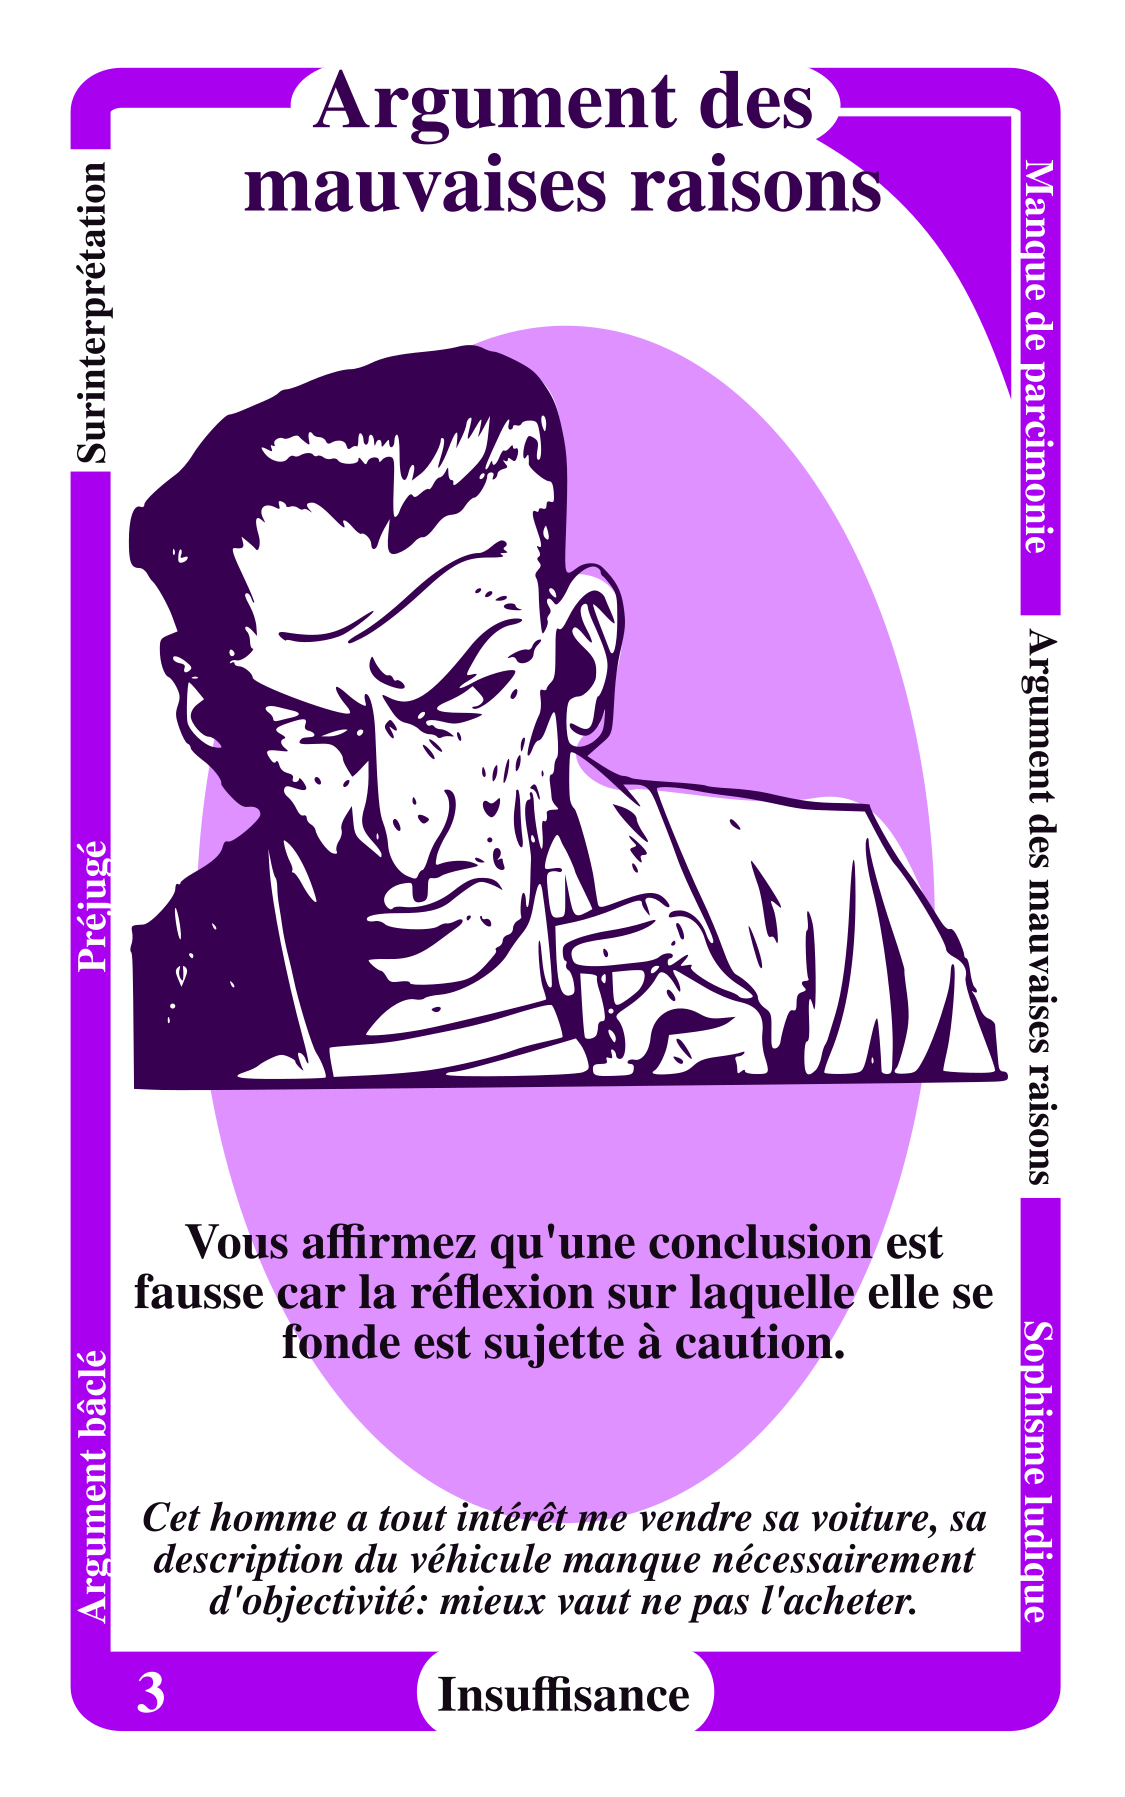 Argument des
mauvaises raisons
Surinterprétation
Préjugé
Argument bâclé
Manque de parcimonie
Argument des mauvaises raisons
Sophisme ludique
Vous affirmez qu'une conclusion est
fausse car la réflexion sur laquelle elle se
fonde est sujette à caution.
Cet homme a tout intérêt me vendre sa voiture, sa
description du véhicule manque nécessairement
d'objectivité: mieux vaut ne pas l'acheter.
3
Insuffisance